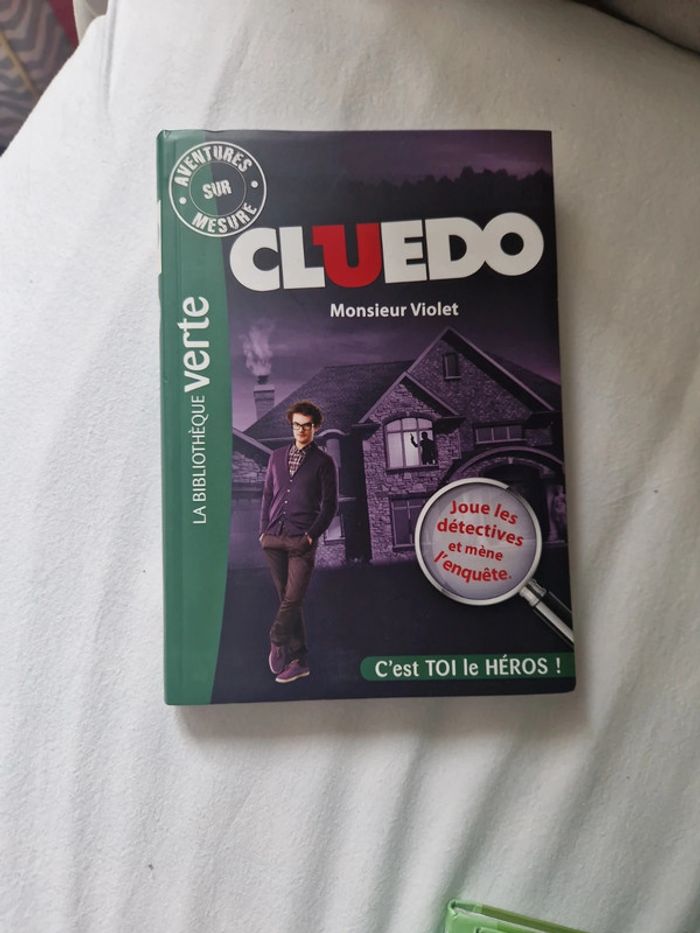 AVENTURES
SUR
MESURE
CLUEDO
Monsieur Violet
LA BIBLIOTHÈQUE verte
Joue les
détectives
et mène
l'enquête.
C'est TOI le HÉROS !